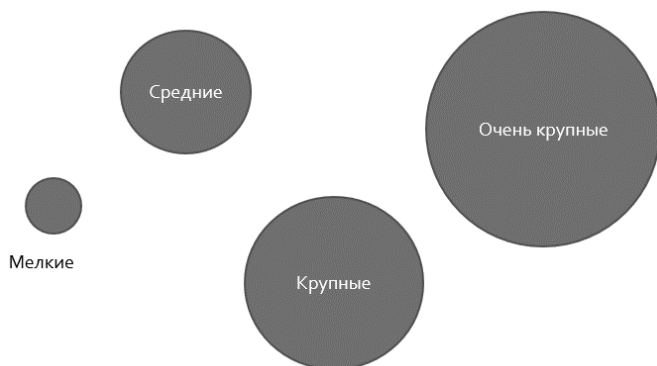 Средние
Очень крупные
Мелкие
Крупные